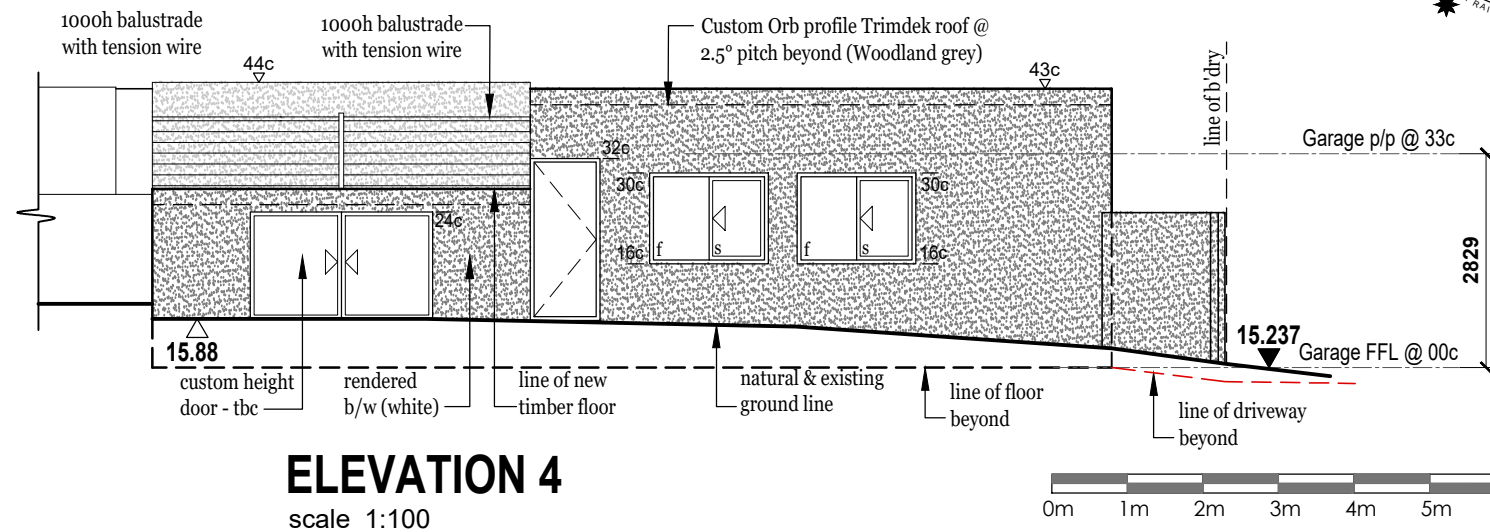 1000h balustrade
with tension wire
1000h balustrade
with tension wire
Custom Orb profile Trimdek roof @
2.5° pitch beyond (Woodland grey)
44c
43c
line of b'dry
Garage p/p @ 33c
32c
30c
30c
24c
16c
16c
f
s
f
s
2829
15.88
15.237
Garage FFL @ 00c
custom height
door - tbc
rendered
b/w (white)
line of new
timber floor
natural & existing
ground line
line of floor
beyond
line of driveway
beyond
ELEVATION 4
scale 1:100
0m 1m 2m 3m 4m 5m